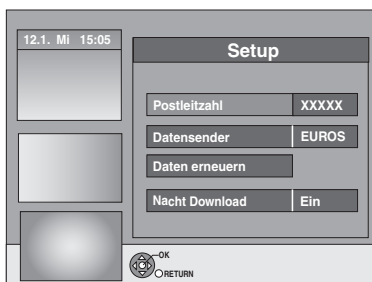 12.1. Mi 15:05
Setup
Postleitzahl XXXXX
Datensender EUROS
Daten erneuern
Nacht Download Ein
OK
RETURN